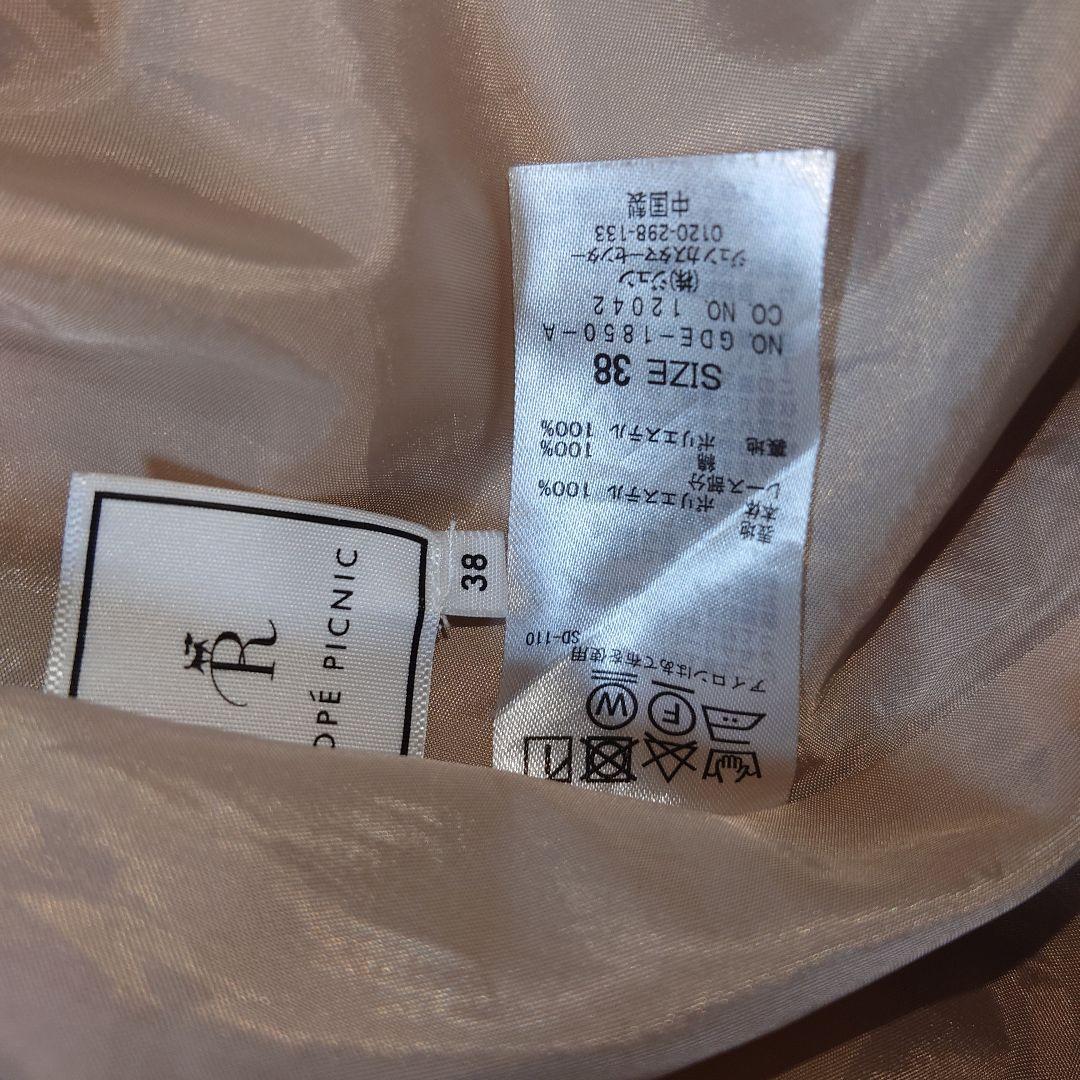 R
OPÉ PICNIC
38
アイロンはあて布を使用
SD-110
表地
本体 ポリエステル 100%
レース部分
綿 100%
裏地 ポリエステル 100%
SIZE 38
NO. GDE-1850-A
CO NO. 12042
(株)ジュン
ジュンカスタマーセンター
0120-298-133
中国製
W
F